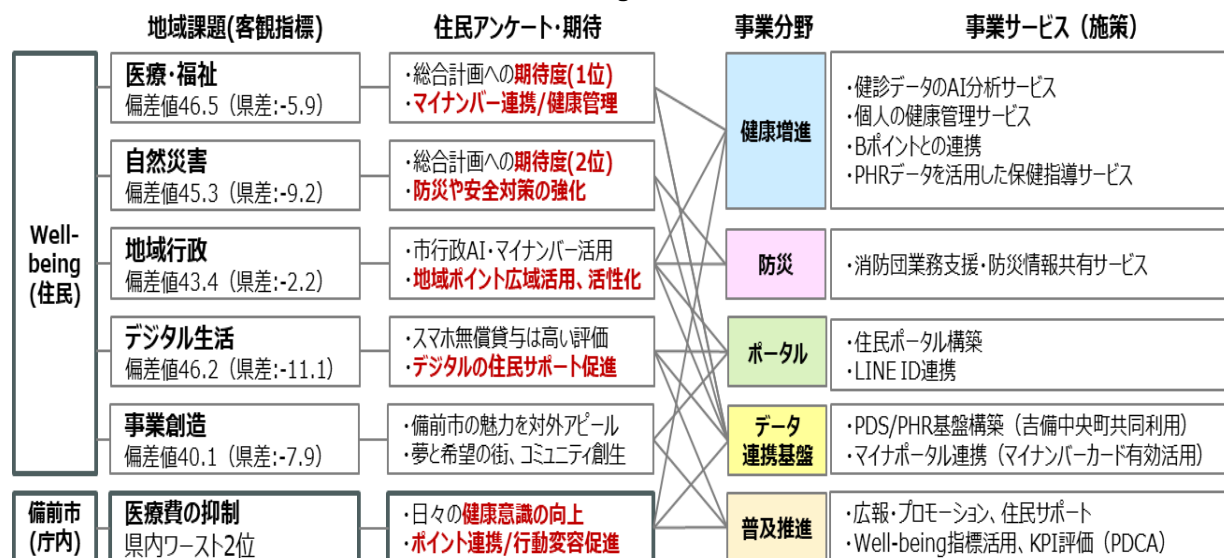 地域課題(客観指標)
住民アンケート・期待
事業分野
事業サービス（施策）
Well-
being
(住民)
医療・福祉
偏差値46.5（県差:-5.9）
・総合計画への期待度(1位)
・マイナンバー連携/健康管理
自然災害
偏差値45.3（県差:-9.2）
・総合計画への期待度(2位)
・防災や安全対策の強化
地域行政
偏差値43.4（県差:-2.2）
・市行政AI・マイナンバー活用
・地域ポイント広域活用、活性化
デジタル生活
偏差値46.2（県差:-11.1）
・スマホ無償貸与は高い評価
・デジタルの住民サポート促進
事業創造
偏差値40.1（県差:-7.9）
・備前市の魅力を対外アピール
・夢と希望の街、コミュニティ創生
備前市
(庁内)
医療費の抑制
県内ワースト2位
・日々の健康意識の向上
・ポイント連携/行動変容促進
健康増進
・健診データのAI分析サービス
・個人の健康管理サービス
・Bポイントとの連携
・PHRデータを活用した保健指導サービス
防災
・消防団業務支援・防災情報共有サービス
ポータル
・住民ポータル構築
・LINE ID連携
データ
連携基盤
・PDS/PHR基盤構築（吉備中央町共同利用）
・マイナポータル連携（マイナンバーカード有効活用）
普及推進
・広報・プロモーション、住民サポート
・Well-being指標活用、KPI評価（PDCA）